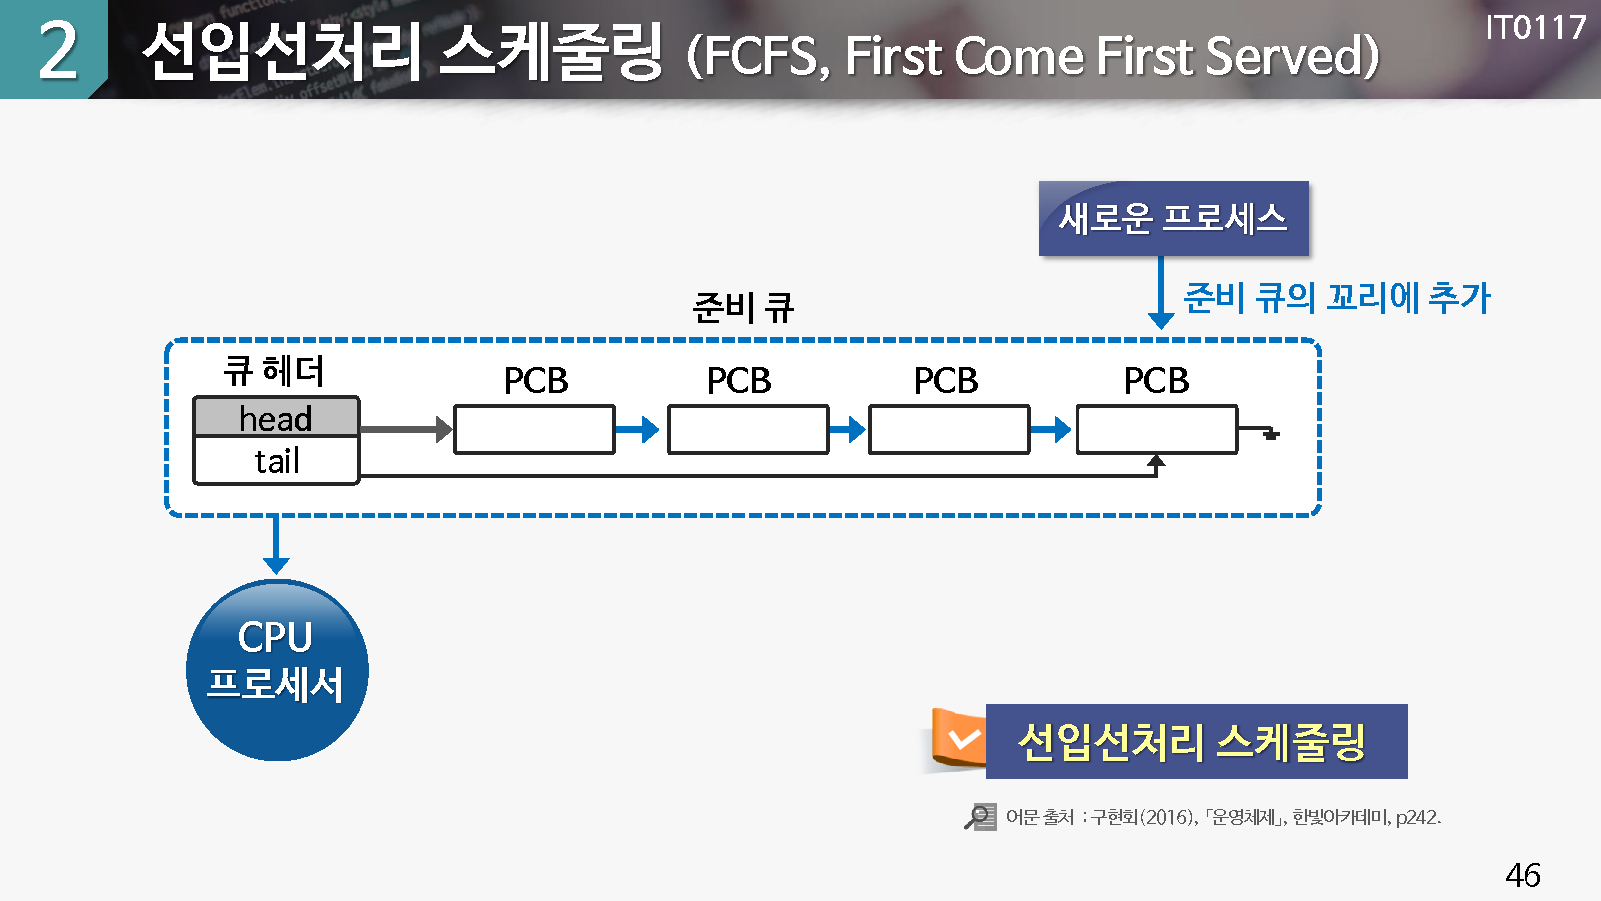 2
선입선처리 스케줄링 (FCFS, First Come First Served)
IT0117
새로운 프로세스
준비 큐의 꼬리에 추가
준비 큐
큐 헤더
head
tail
PCB
PCB
PCB
PCB
CPU
프로세서
선입선처리 스케줄링
어문 출처 : 구현회(2016), 「운영체제」, 한빛아카데미, p242.
46